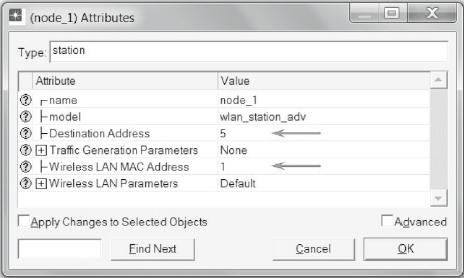 (node_1) Attributes
Type: station
Attribute Value
name node_1
model wlan_station_adv
Destination Address 5
Traffic Generation Parameters None
Wireless LAN MAC Address 1
Wireless LAN Parameters Default
Apply Changes to Selected Objects Advanced
Find Next Cancel OK